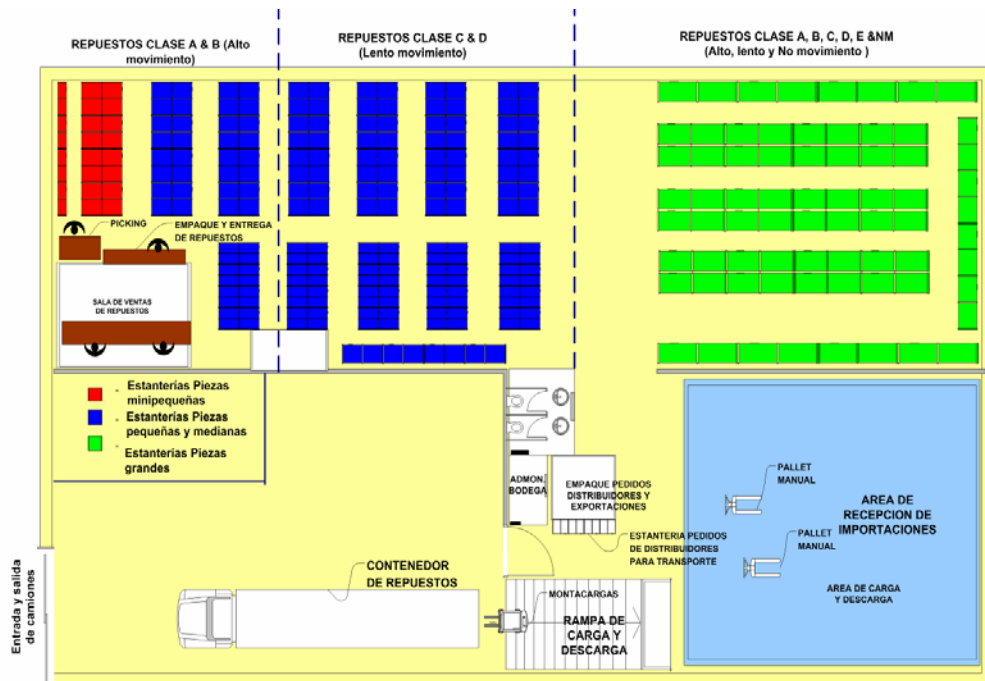 REPUESTOS CLASE A & B (Alto
movimiento)
REPUESTOS CLASE C & D
(Lento movimiento)
REPUESTOS CLASE A, B, C, D, E &NM
(Alto, lento y No movimiento )
PICKING
EMPAQUE Y ENTREGA
DE REPUESTOS
SALA DE VENTAS
DE REPUESTOS
- Estanterías Piezas
minipequeñas
- Estanterías Piezas
pequeñas y medianas
- Estanterías Piezas
grandes
ADMON.
BODEGA
EMPAQUE PEDIDOS
DISTRIBUIDORES Y
EXPORTACIONES
ESTANTERIA PEDIDOS
DE DISTRIBUIDORES
PARA TRANSPORTE
PALLET
MANUAL
AREA DE
RECEPCION DE
IMPORTACIONES
PALLET
MANUAL
AREA DE CARGA
Y DESCARGA
CONTENEDOR
DE REPUESTOS
MONTACARGAS
RAMPA DE
CARGA Y
DESCARGA
Entrada y salida
de camiones